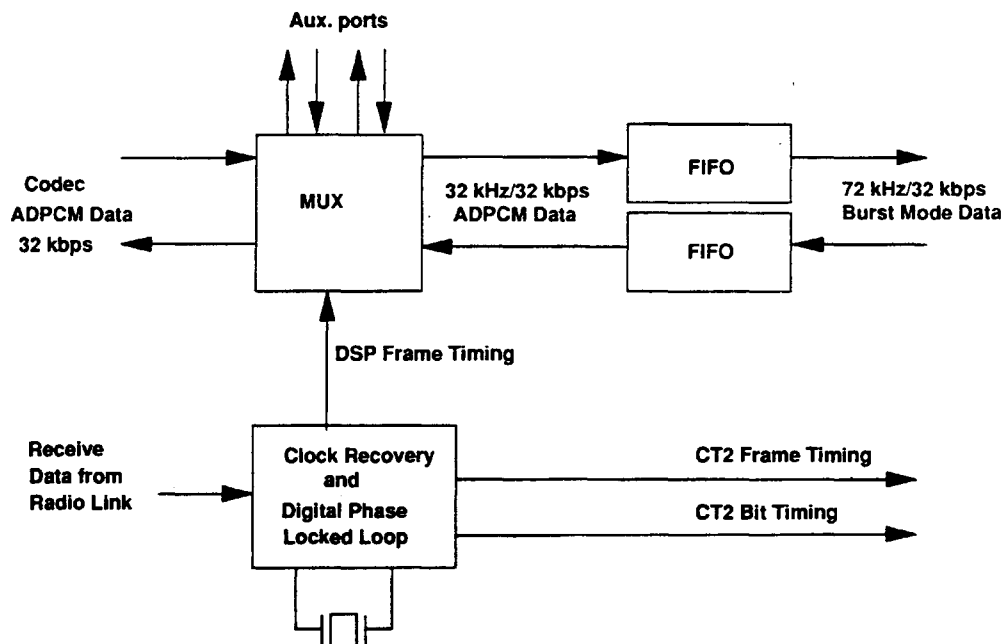 Aux. ports
Codec
ADPCM Data
32 kbps
MUX
32 kHz/32 kbps
ADPCM Data
FIFO
FIFO
72 kHz/32 kbps
Burst Mode Data
DSP Frame Timing
Receive
Data from
Radio Link
Clock Recovery
and
Digital Phase
Locked Loop
CT2 Frame Timing
CT2 Bit Timing